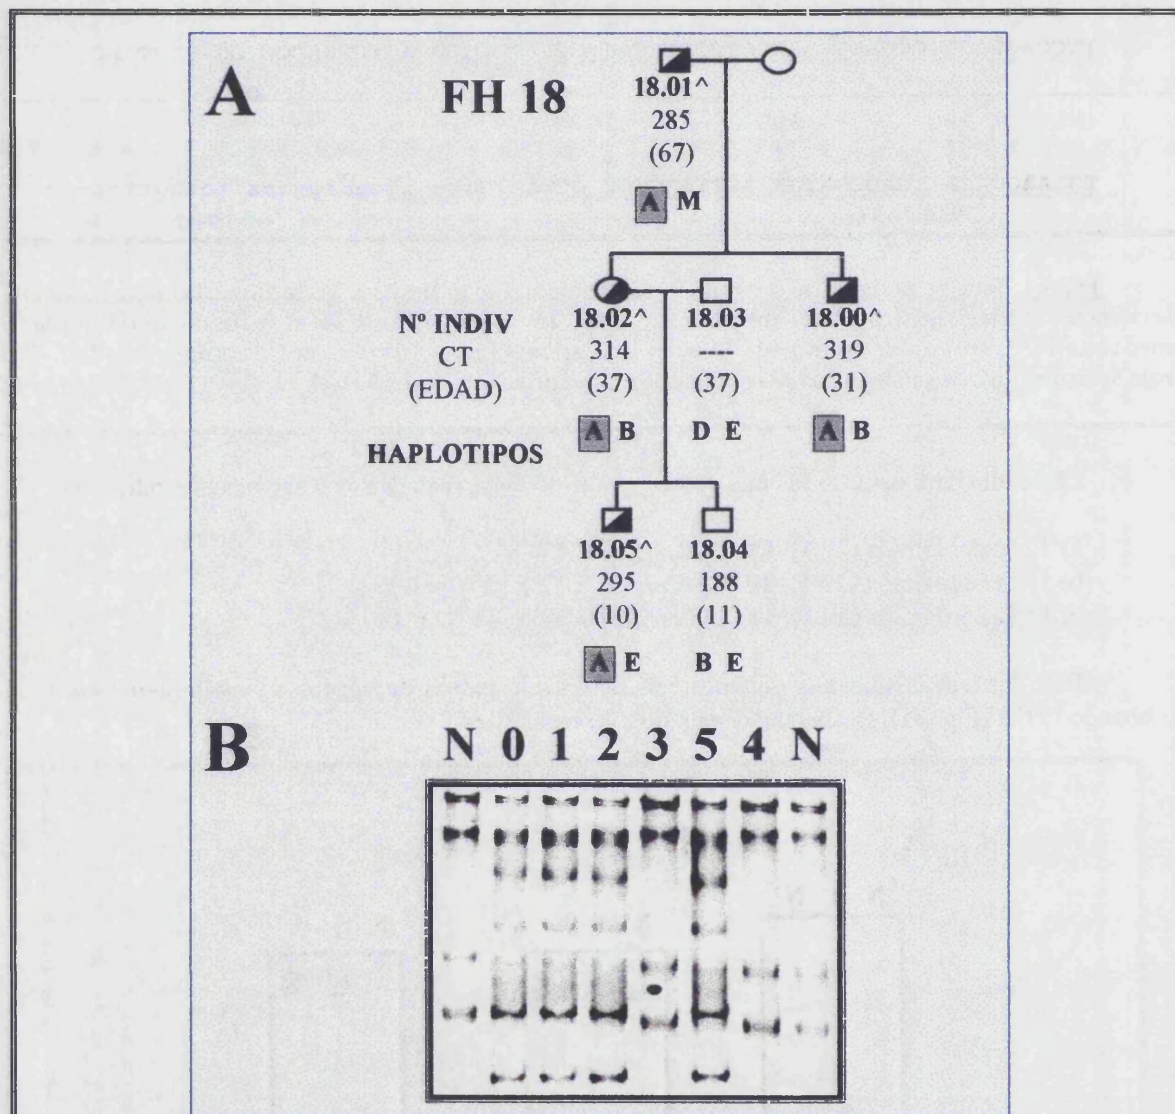 A
FH 18
18.01^
285
(67)
A M
Nº INDIV
CT
(EDAD)
HAPLOTIPOS
18.02^
314
(37)
A B
18.03
----
(37)
D E
18.00^
319
(31)
A B
18.05^
295
(10)
A E
18.04
188
(11)
B E
B
N 0 1 2 3 5 4 N